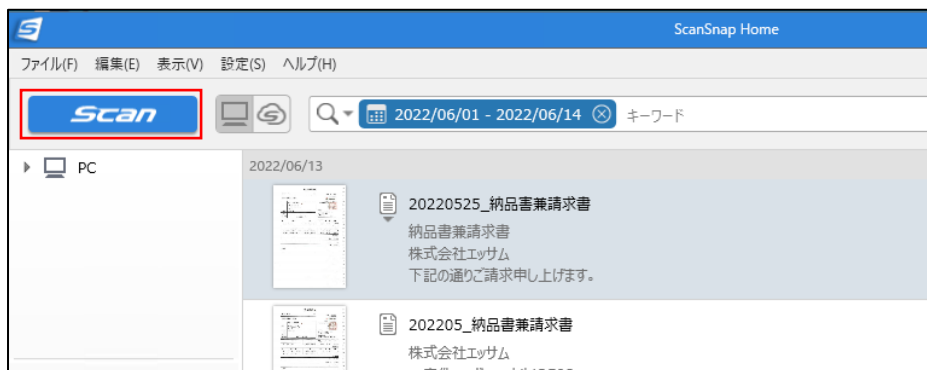 ScanSnap Home
ファイル(F) 編集(E) 表示(V) 設定(S) ヘルプ(H)
Scan
2022/06/01 - 2022/06/14 キーワード
PC
2022/06/13
20220525_納品書兼請求書
納品書兼請求書
株式会社エッサム
下記の通りご請求申し上げます。
202205_納品書兼請求書
株式会社エッサム